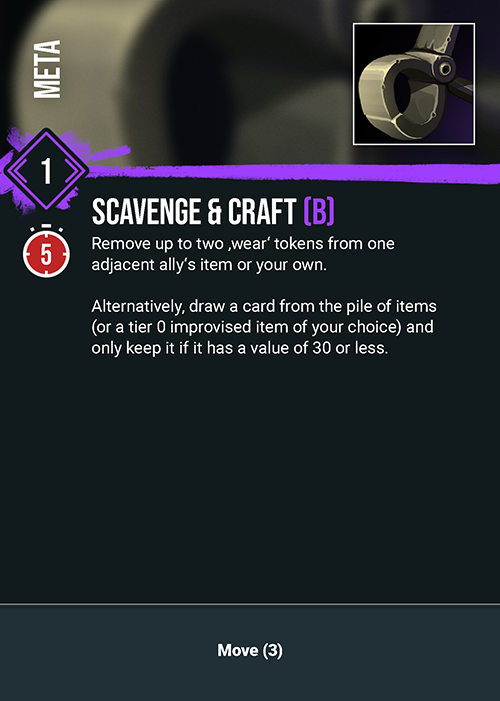 META
1
SCAVENGE & CRAFT (B)
5
Remove up to two ‚wear‘ tokens from one
adjacent ally‘s item or your own.
Alternatively, draw a card from the pile of items
(or a tier 0 improvised item of your choice) and
only keep it if it has a value of 30 or less.
Move (3)